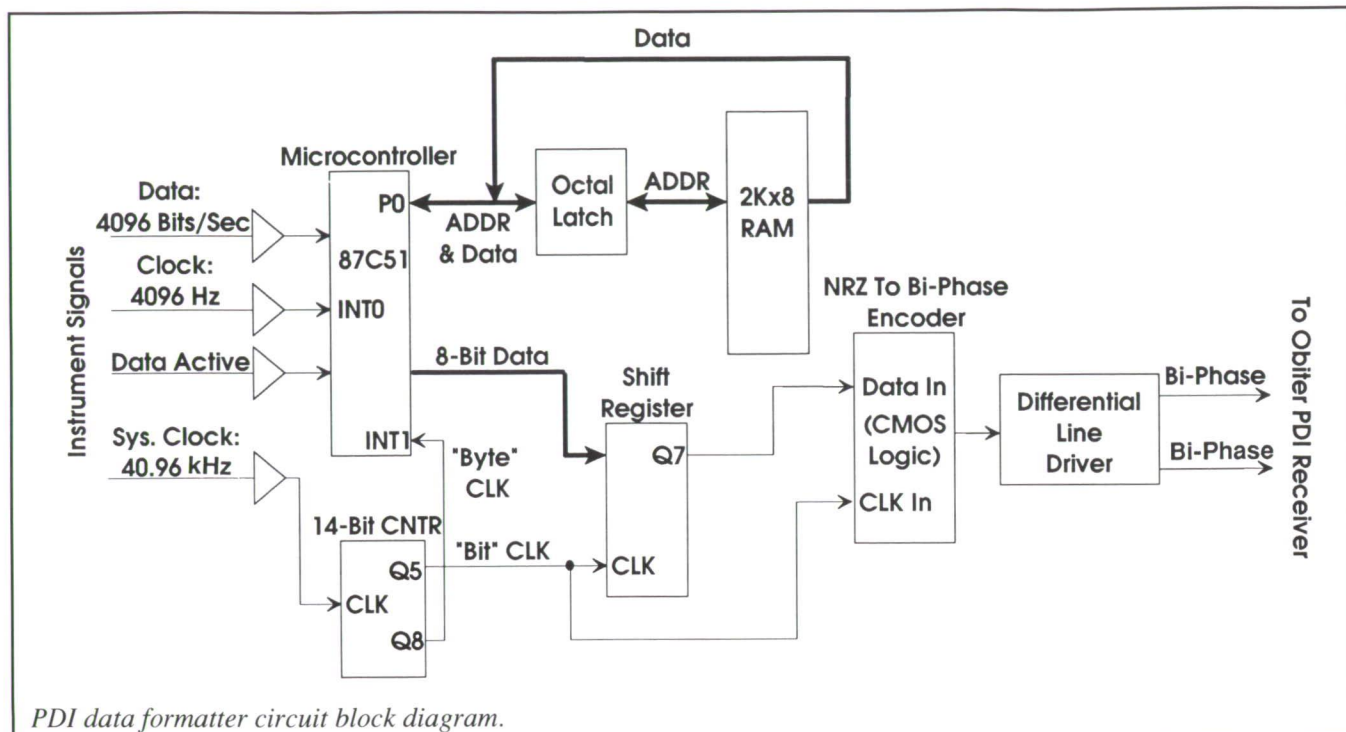 Data
Microcontroller
Data:
4096 Bits/Sec
P0
ADDR
& Data
Octal
Latch
ADDR
2Kx8
RAM
87C51
Clock:
4096 Hz
INT0
Instrument Signals
Data Active
8-Bit Data
Sys. Clock:
40.96 kHz
INT1
"Byte"
CLK
Shift
Register
Q7
CLK
14-Bit CNTR
Q5
CLK
Q8
"Bit" CLK
NRZ To Bi-Phase
Encoder
Data In
(CMOS
Logic)
CLK In
Differential
Line
Driver
Bi-Phase
Bi-Phase
To Obiter PDI Receiver
PDI data formatter circuit block diagram.